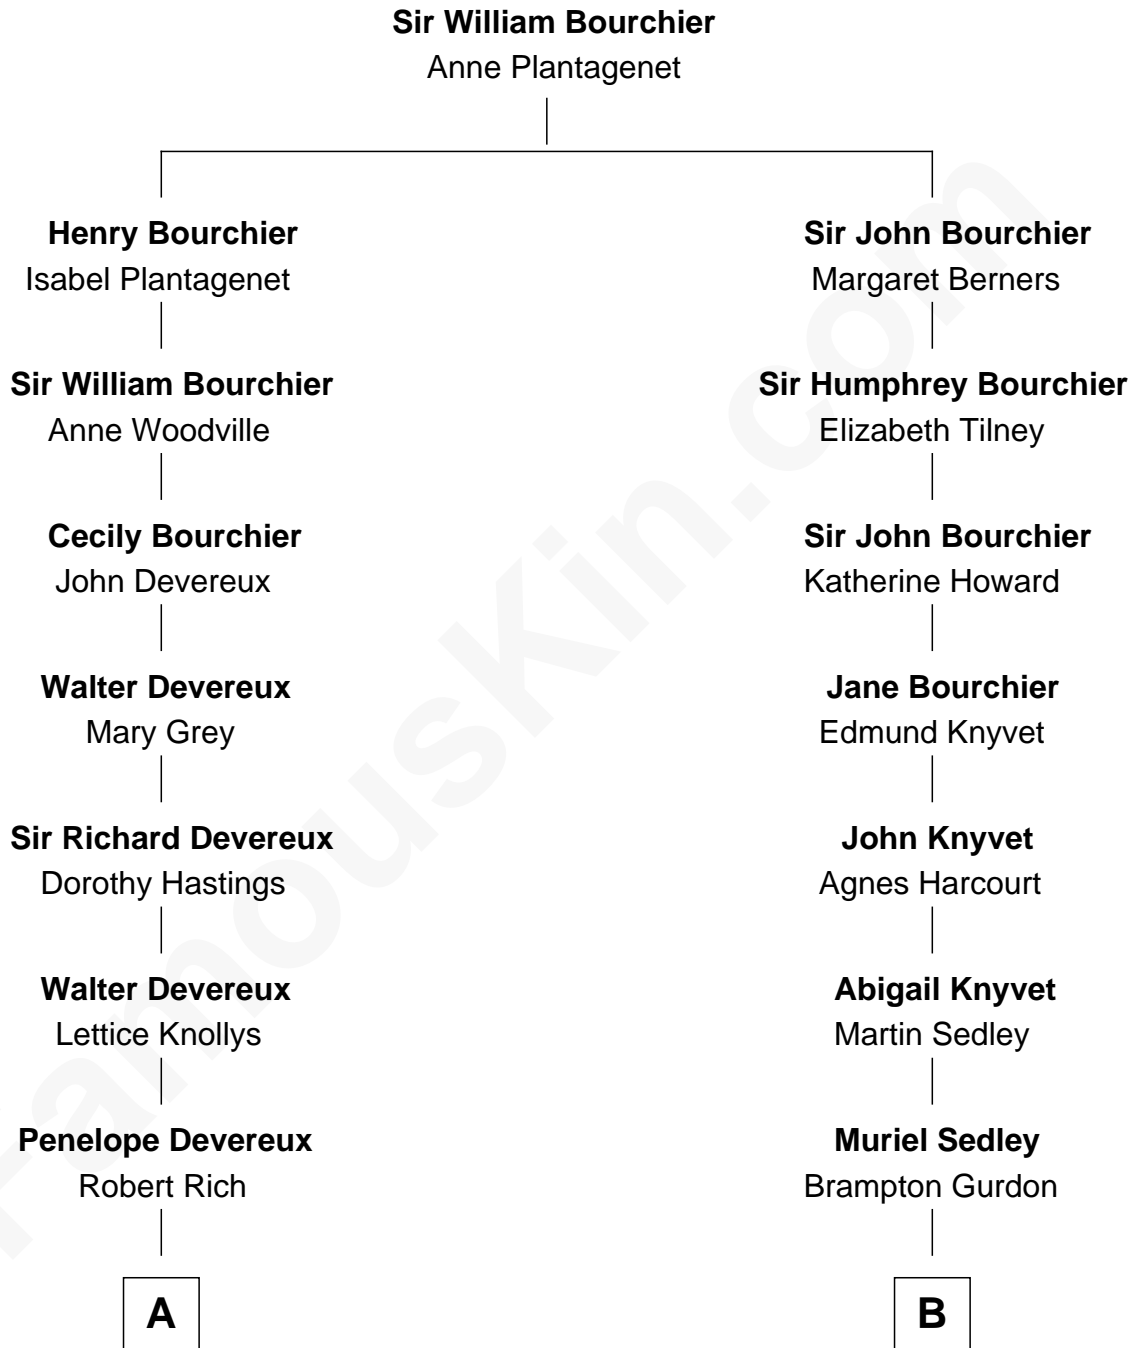 Sir William Bourchier
Anne Plantagenet
Henry Bourchier
Isabel Plantagenet
Sir John Bourchier
Margaret Berners
Sir William Bourchier
Anne Woodville
Sir Humphrey Bourchier
Elizabeth Tilney
Cecily Bourchier
John Devereux
Sir John Bourchier
Katherine Howard
Walter Devereux
Mary Grey
Jane Bourchier
Edmund Knyvet
Sir Richard Devereux
Dorothy Hastings
John Knyvet
Agnes Harcourt
Walter Devereux
Lettice Knollys
Abigail Knyvet
Martin Sedley
Penelope Devereux
Robert Rich
Muriel Sedley
Brampton Gurdon
A
B
FamousKin.com